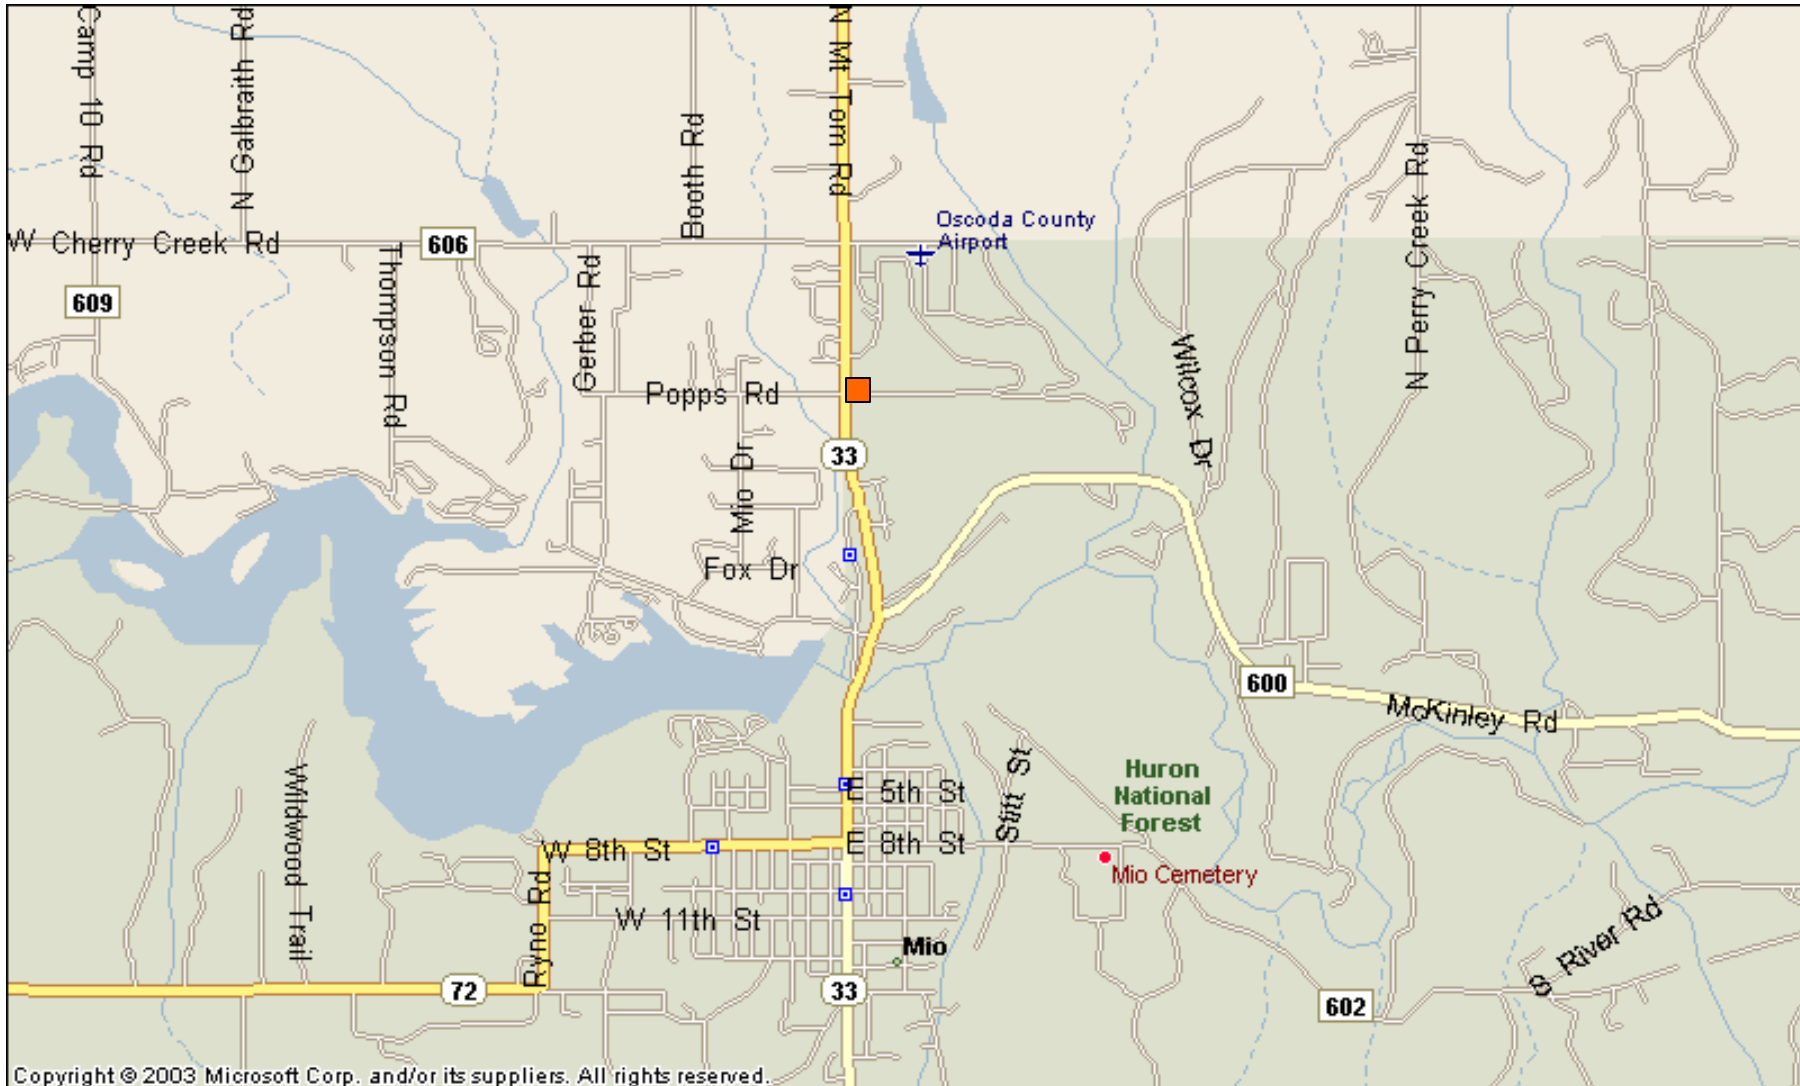 Camp 10 Rd
N Galbraith Rd
Booth Rd
N Mt Tom Rd
N Perry Creek Rd
Oscoda County
Airport
W Cherry Creek Rd
606
609
Thompson Rd
Gerber Rd
Wilcox Dr
Popps Rd
33
Mio Dr
Fox Dr
600
McKinley Rd
Huron
National
Forest
Stitt St
E 5th St
E 8th St
W 8th St
Wildwood Trail
Ryno Rd
Mio Cemetery
W 11th St
Mio
S River Rd
72
33
602
Copyright © 2003 Microsoft Corp. and/or its suppliers. All rights reserved.